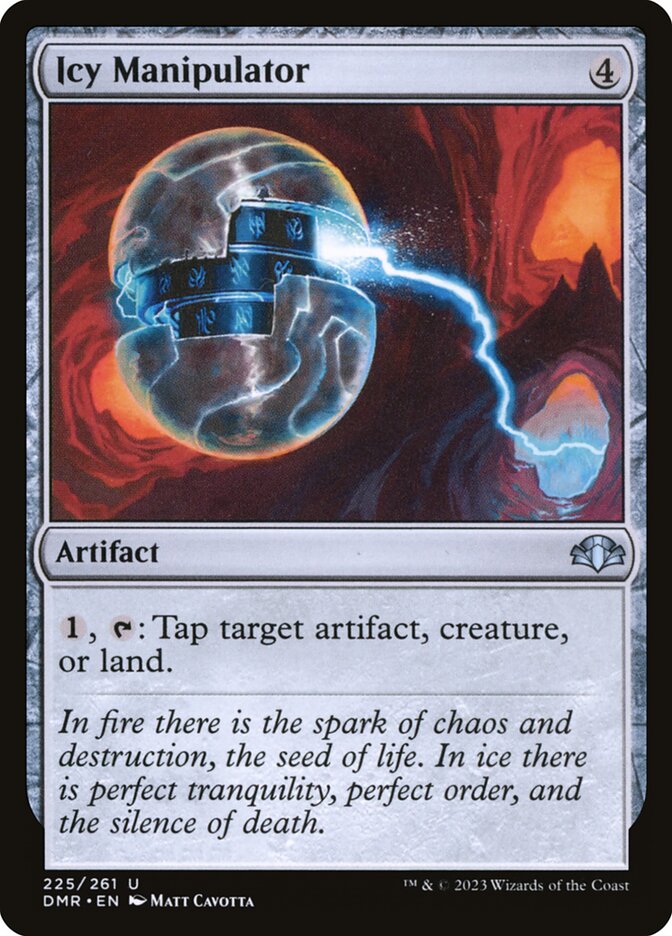 Icy Manipulator 4
Artifact
1, : Tap target artifact, creature,
or land.
In fire there is the spark of chaos and
destruction, the seed of life. In ice there
is perfect tranquility, perfect order, and
the silence of death.
225/261 U
DMR • EN Matt Cavotta
™ & © 2023 Wizards of the Coast